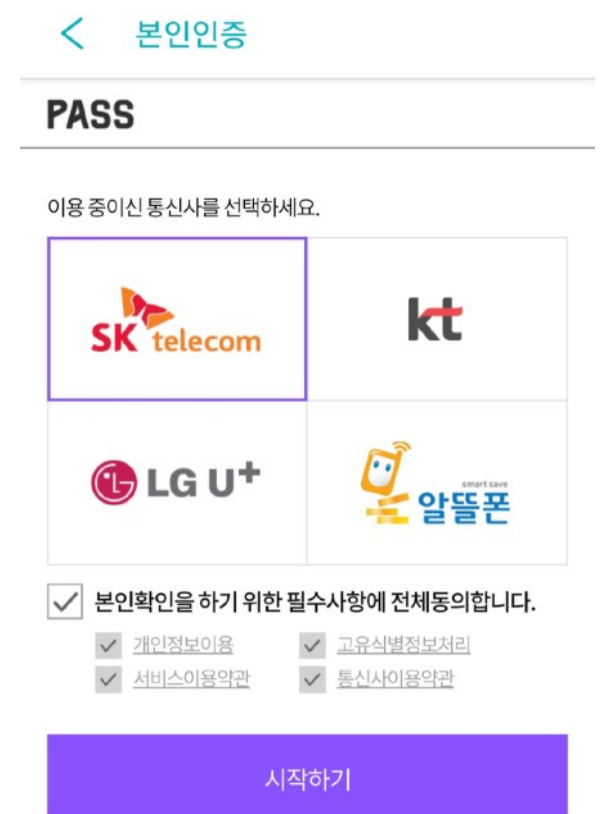 본인인증
PASS
이용 중이신 통신사를 선택하세요.
SK telecom
kt
LG U+
smart save
알뜰폰
본인확인을 하기 위한 필수사항에 전체동의합니다.
개인정보이용 고유식별정보처리
서비스이용약관 통신사이용약관
시작하기